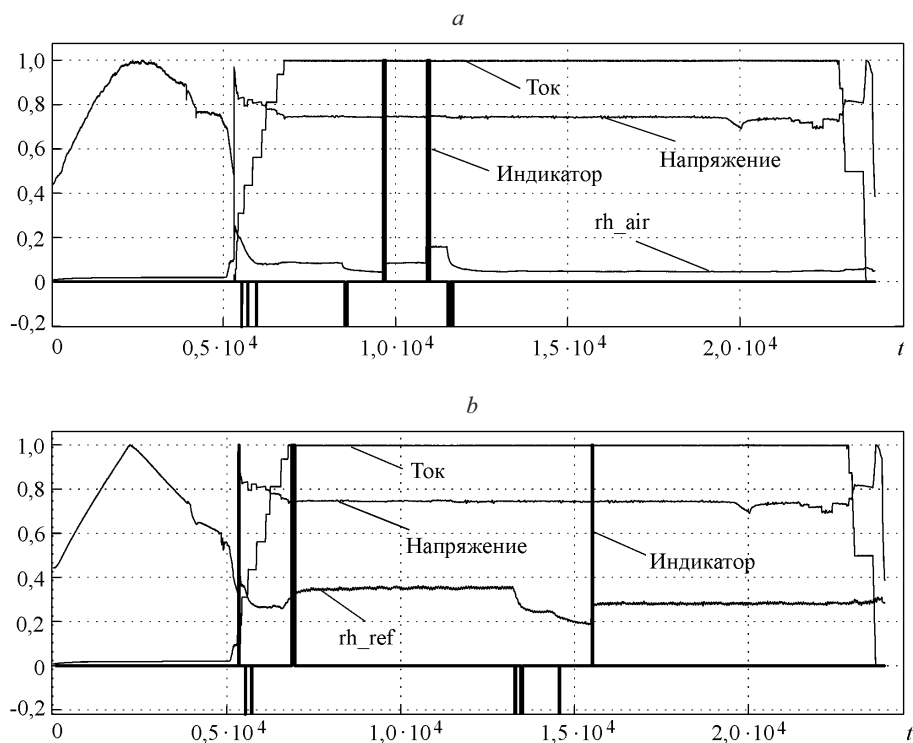 a
1,0
0,8
0,6
0,4
0,2
0
-0,2
Ток
Индикатор
Напряжение
rh_air
0 0,5·10⁴ 1,0·10⁴ 1,5·10⁴ 2,0·10⁴ t
b
1,0
0,8
0,6
0,4
0,2
0
-0,2
Ток
Напряжение
Индикатор
rh_ref
0 0,5·10⁴ 1,0·10⁴ 1,5·10⁴ 2,0·10⁴ t